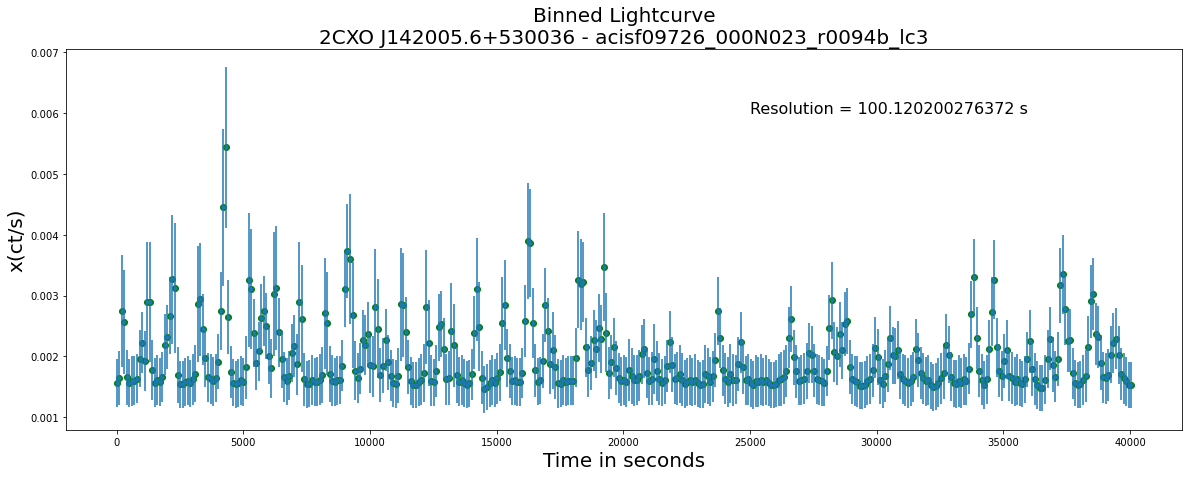 Binned Lightcurve
2CXO J142005.6+530036 - acisf09726_000N023_r0094b_lc3
0.007
0.006
0.005
0.004
0.003
0.002
0.001
x(ct/s)
Resolution = 100.120200276372 s
0 5000 10000 15000 20000 25000 30000 35000 40000
Time in seconds